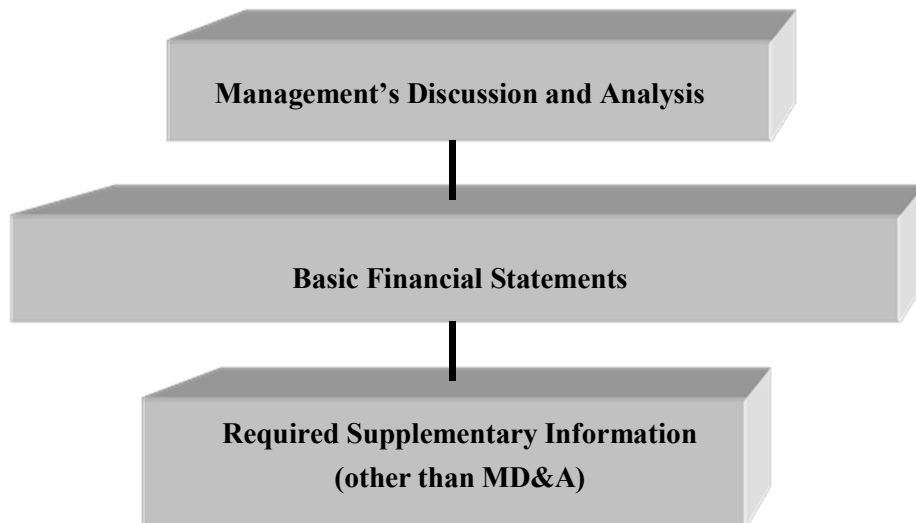 Management’s Discussion and Analysis
Basic Financial Statements
Required Supplementary Information
(other than MD&A)